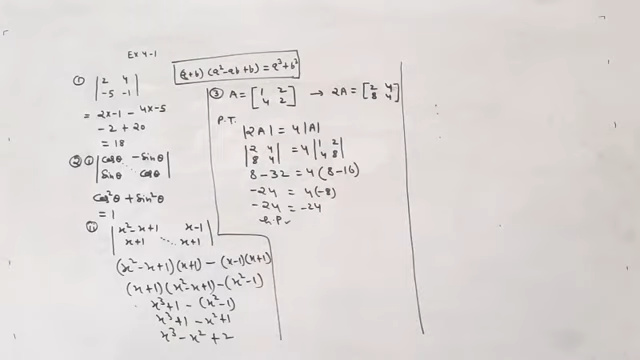 Ex 4-1
① | 2 4 |
| -5 -1 |
= 2x-1 - 4x-5
-2 + 20
= 18
② ① | cosθ -sinθ |
| sinθ cosθ |
cos²θ + sin²θ
= 1
ⅱ | x²-x+1 x-1 |
| x+1 x+1 |
(x²-x+1)(x+1) - (x-1)(x+1)
(x+1)(x²-x+1)-(x²-1)
x³+1 - (x²-1)
x³+1 - x²+1
x³-x²+2
(a+b)(a²-ab+b) = a³+b³
③ A = [ 1 2 → 2A = [ 2 4
4 2 ] 8 4 ]
P.T.
|2A| = 4|A|
| 2 4 | = 4 | 1 2 |
| 8 4 | | 4 8 |
8-32 = 4(8-16)
-24 = 4(-8)
-24 = -24
h.P.